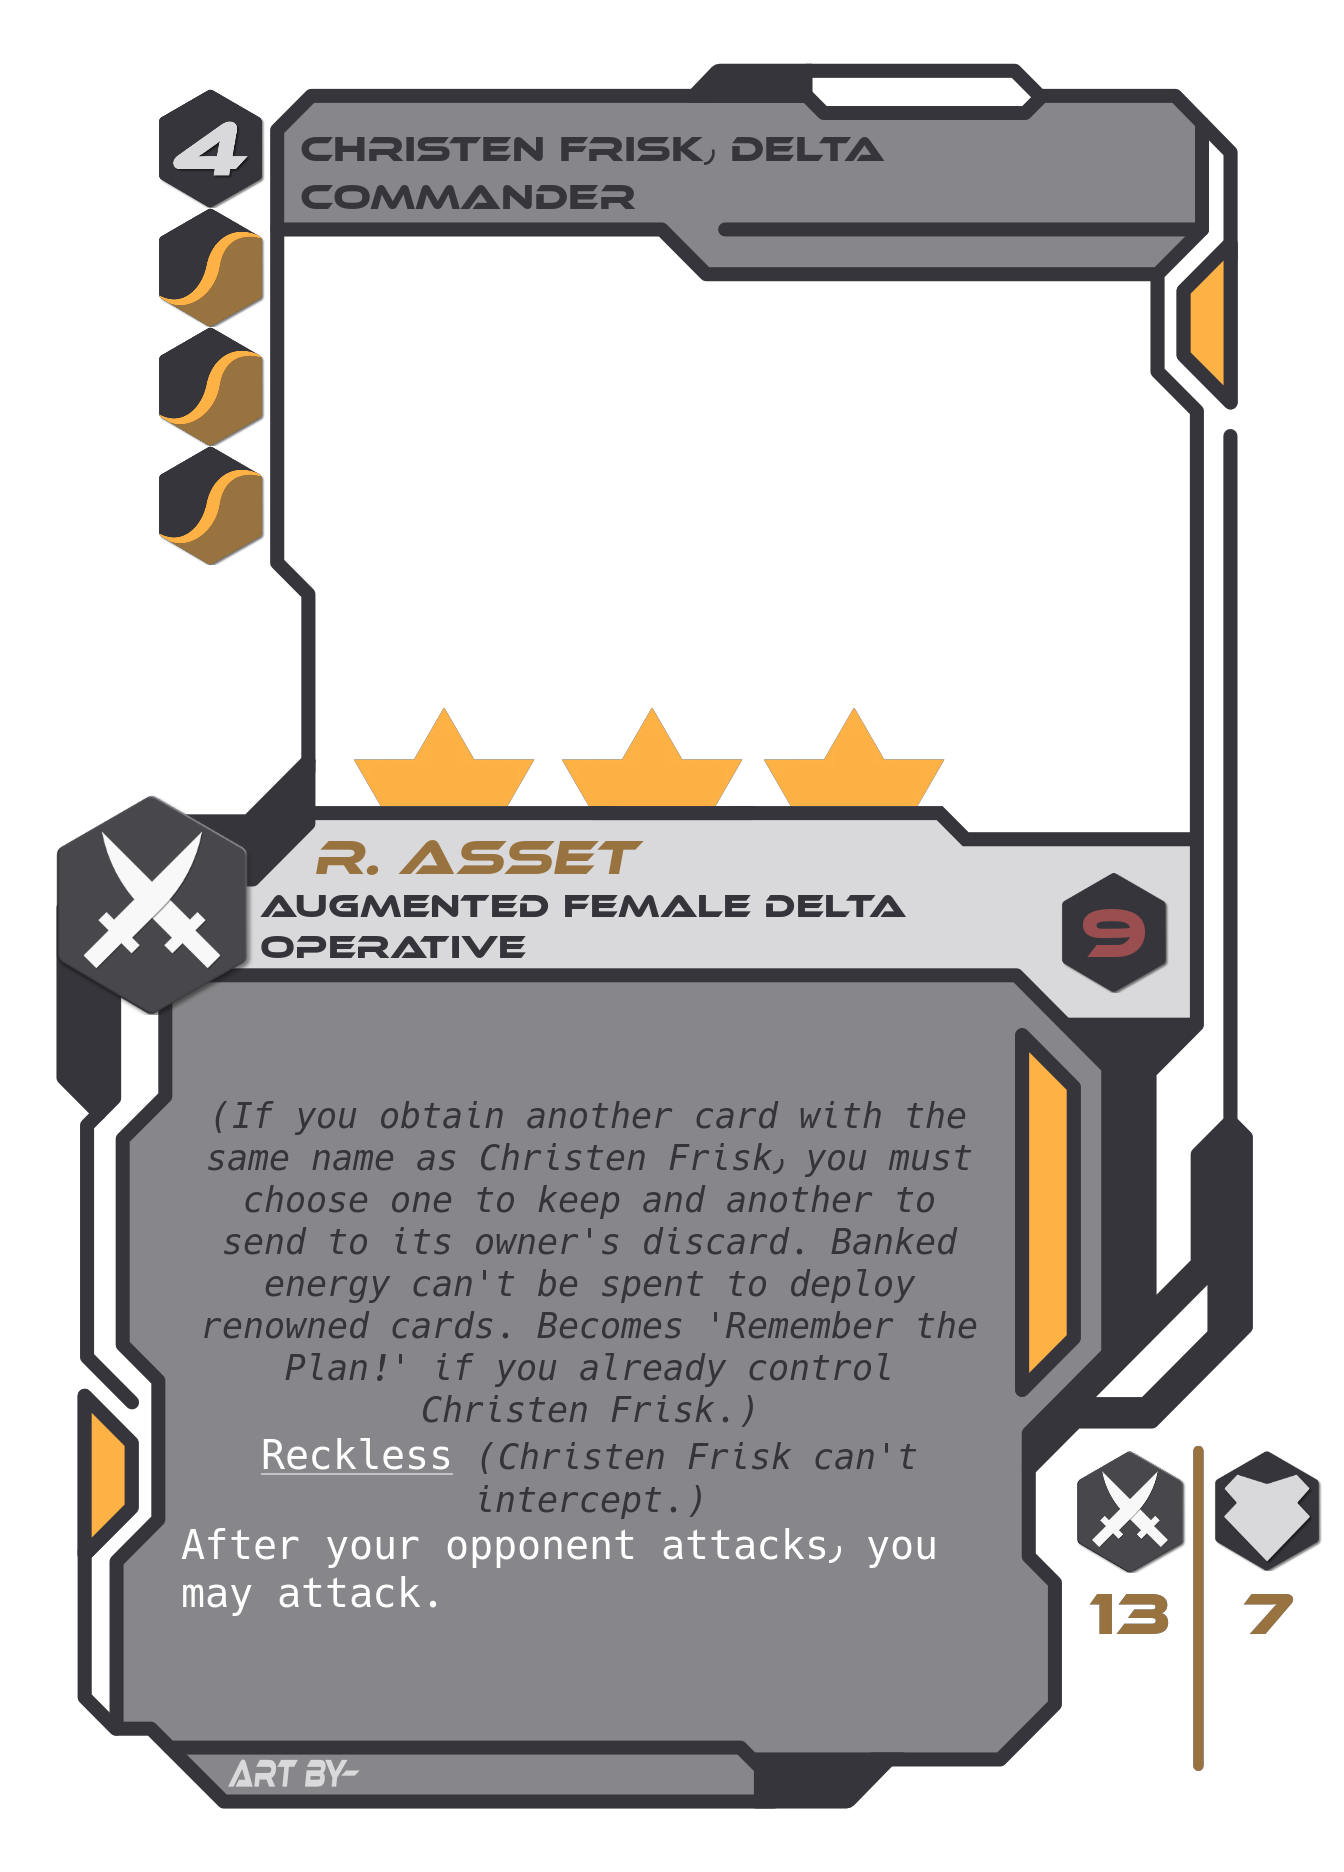 4
CHRISTEN FRISK, DELTA
COMMANDER
R. ASSET
AUGMENTED FEMALE DELTA
OPERATIVE
9
(If you obtain another card with the
same name as Christen Frisk, you must
choose one to keep and another to
send to its owner's discard. Banked
energy can't be spent to deploy
renowned cards. Becomes 'Remember the
Plan!' if you already control
Christen Frisk.)
Reckless (Christen Frisk can't
intercept.)
After your opponent attacks, you
may attack.
13 7
ART BY-